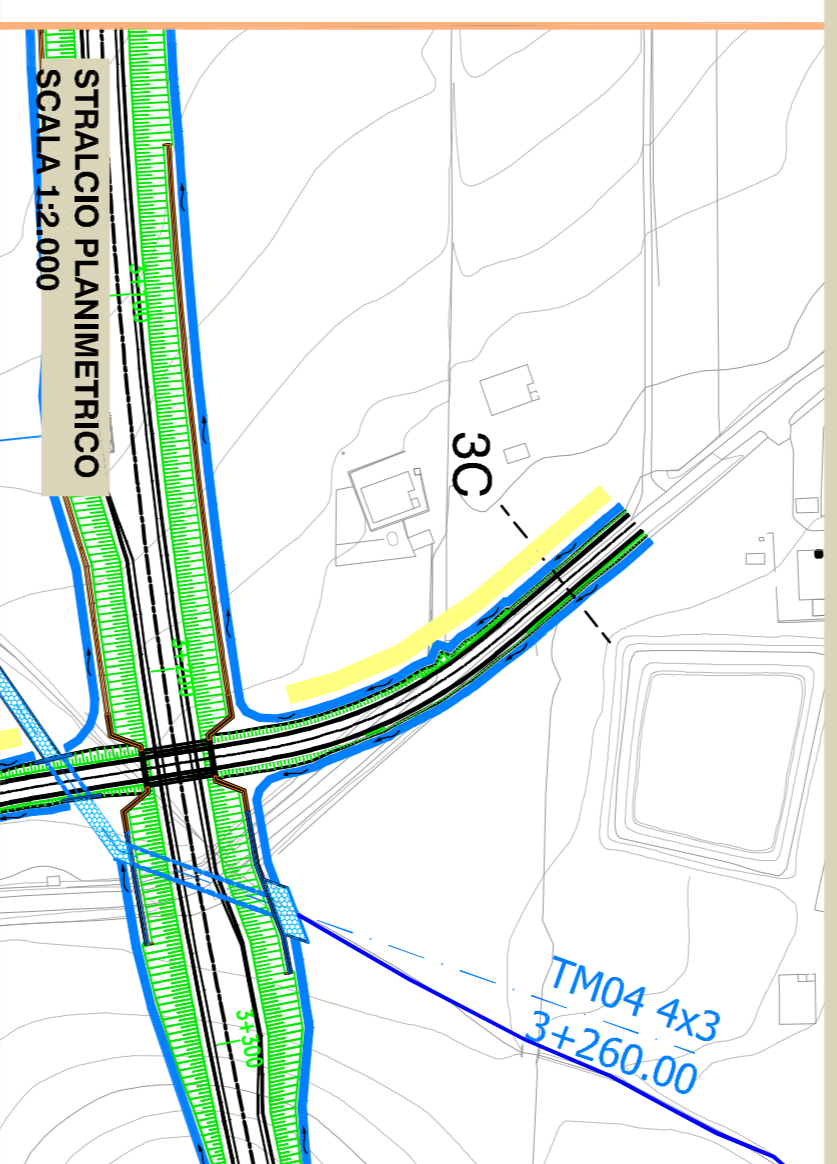 STRALCIO PLANIMETRICO
SCALA 1:2.000
3C
TM04 4x3
3+260.00
3+300